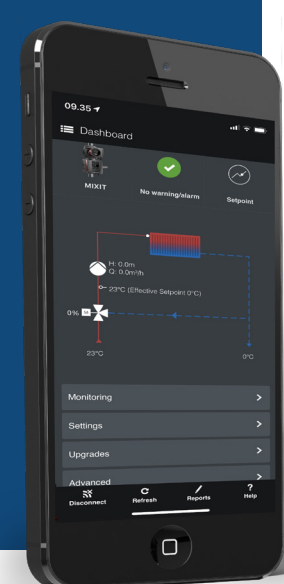 09.35
Dashboard
MIXIT
No warning/alarm
Setpoint
H: 0.0m
Q: 0.0m³/h
23°C (Effective Setpoint 0°C)
0% M
23°C
0°C
Monitoring
Settings
Upgrades
Advanced
Disconnect
Refresh
Reports
? Help